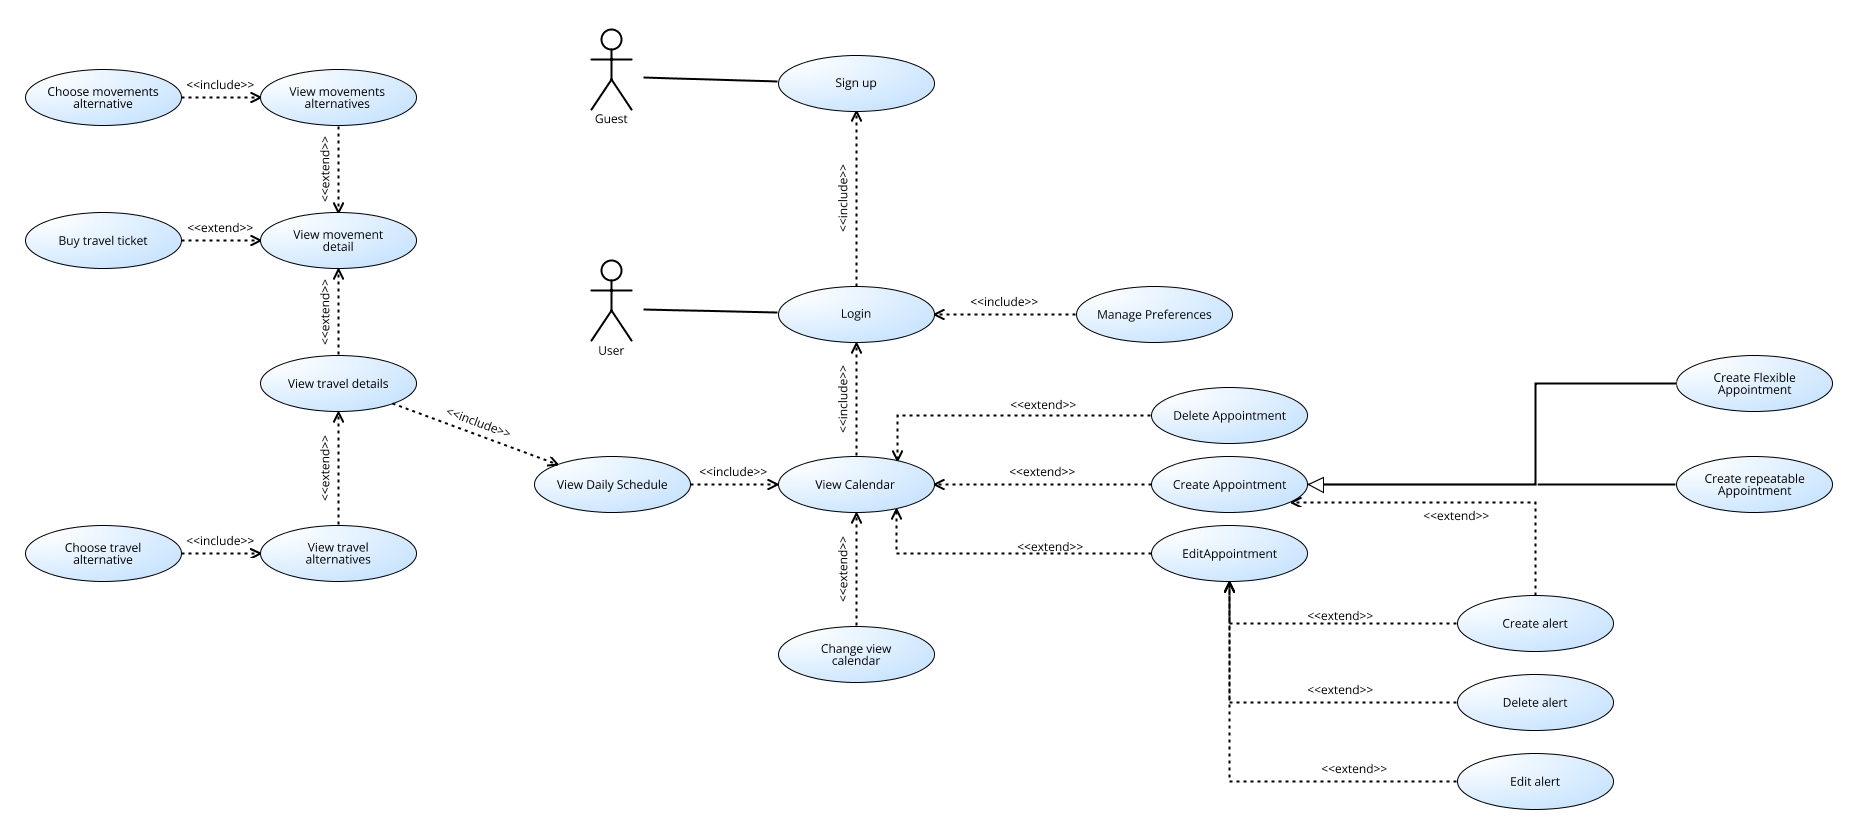 Choose movements
alternative
<<include>>
View movements
alternatives
<<extend>>
Buy travel ticket
<<extend>>
View movement
detail
<<extend>>
View travel details
<<include>>
<<extend>>
Choose travel
alternative
<<include>>
View travel
alternatives
Guest
Sign up
<<include>>
User
Login
<<include>>
Manage Preferences
<<include>>
View Daily Schedule
<<include>>
View Calendar
<<extend>>
Delete Appointment
<<extend>>
Create Appointment
<<extend>>
EditAppointment
<<extend>>
Change view
calendar
Create Flexible
Appointment
Create repeatable
Appointment
<<extend>>
<<extend>>
Create alert
<<extend>>
Delete alert
<<extend>>
Edit alert